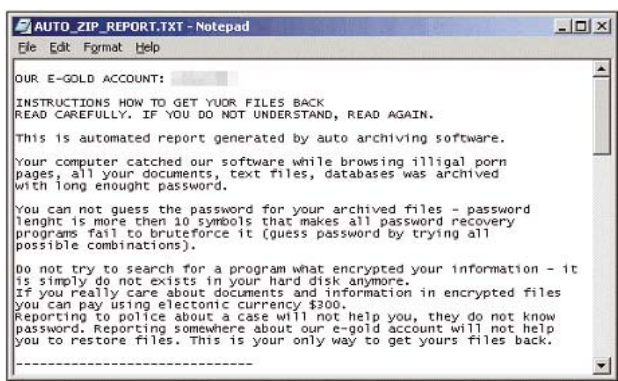 AUTO_ZIP_REPORT.TXT - Notepad
File Edit Format Help
OUR E-GOLD ACCOUNT:
INSTRUCTIONS HOW TO GET YUOR FILES BACK
READ CAREFULLY. IF YOU DO NOT UNDERSTAND, READ AGAIN.
This is automated report generated by auto archiving software.
Your computer catched our software while browsing illigal porn
pages, all your documents, text files, databases was archived
with long enought password.
You can not guess the password for your archived files - password
lenght is more then 10 symbols that makes all password recovery
programs fail to bruteforce it (guess password by trying all
possible combinations).
Do not try to search for a program what encrypted your information - it
is simply do not exists in your hard disk anymore.
If you really care about documents and information in encrypted files
you can pay using electonic currency $300.
Reporting to police about a case will not help you, they do not know
password. Reporting somewhere about our e-gold account will not help
you to restore files. This is your only way to get yours files back.
------------------------------